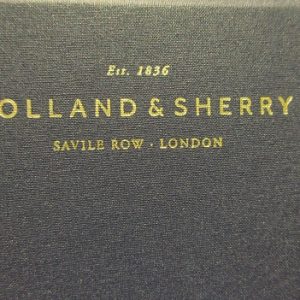 Est. 1836
OLLAND & SHERRY
SAVILE ROW · LONDON